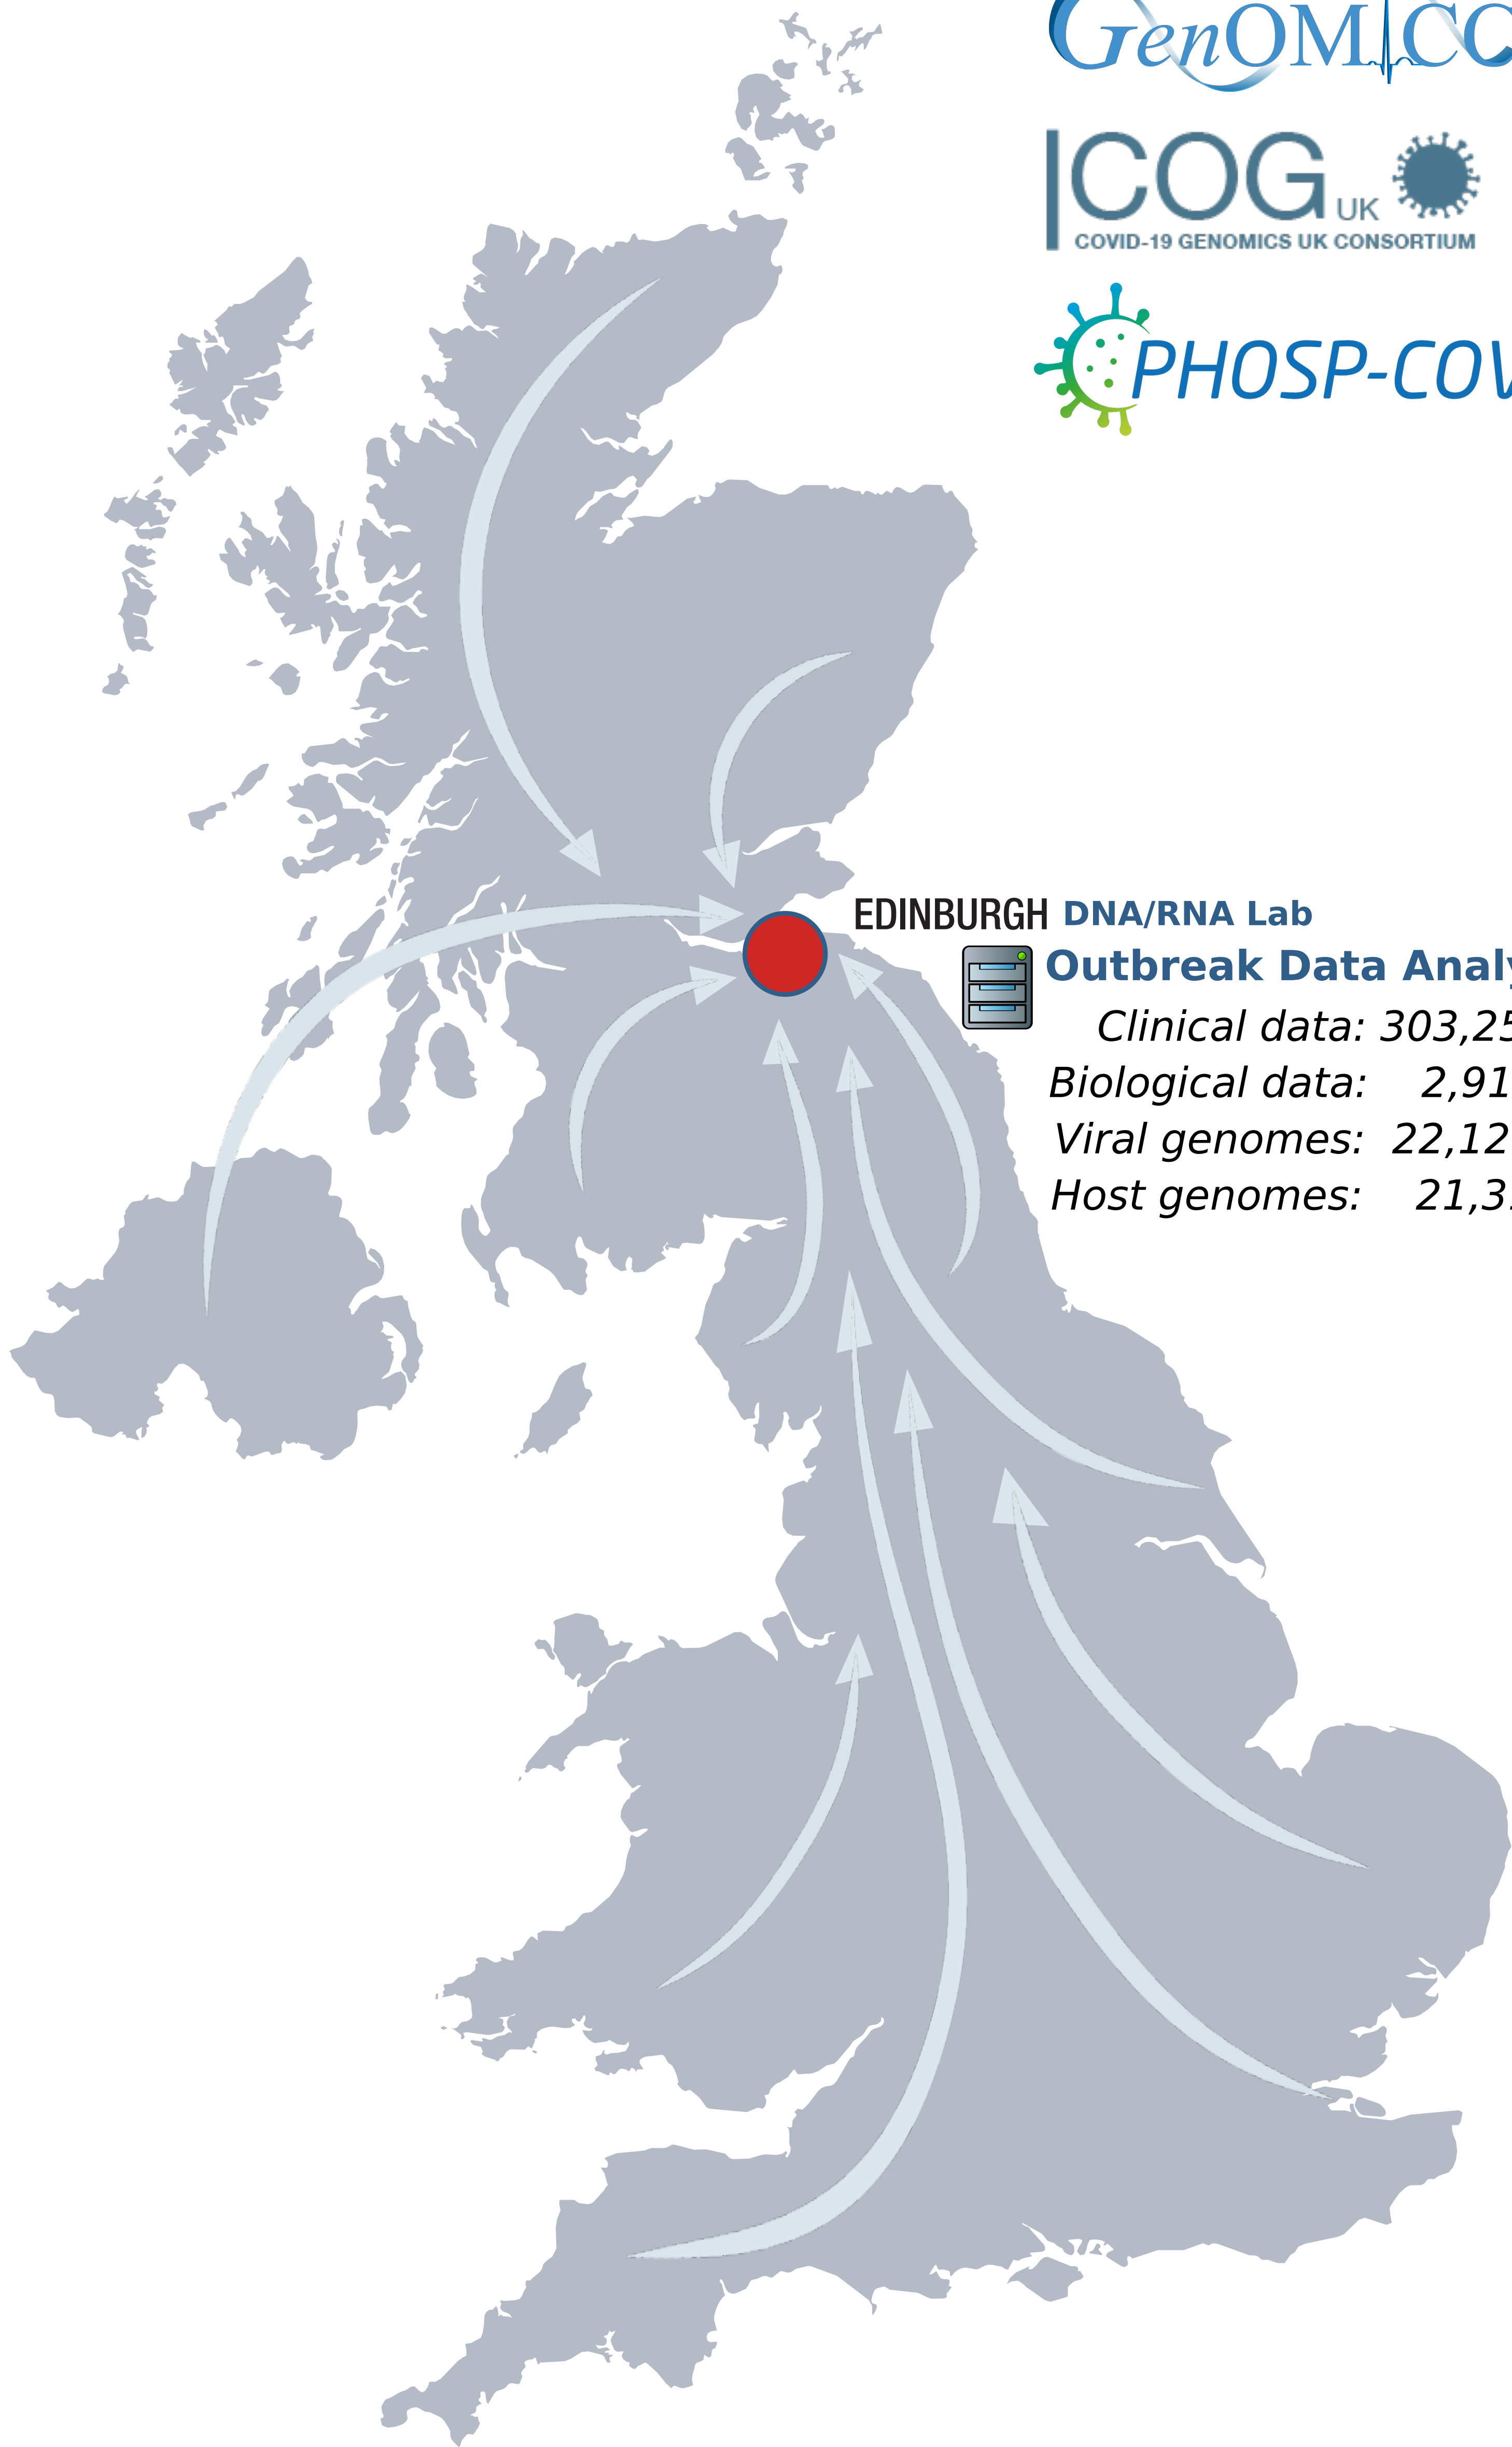 GenOMICC
COG UK
COVID-19 GENOMICS UK CONSORTIUM
PHOSP-COV
EDINBURGH DNA/RNA Lab
Outbreak Data Analy
Clinical data: 303,25
Biological data: 2,91
Viral genomes: 22,12
Host genomes: 21,3